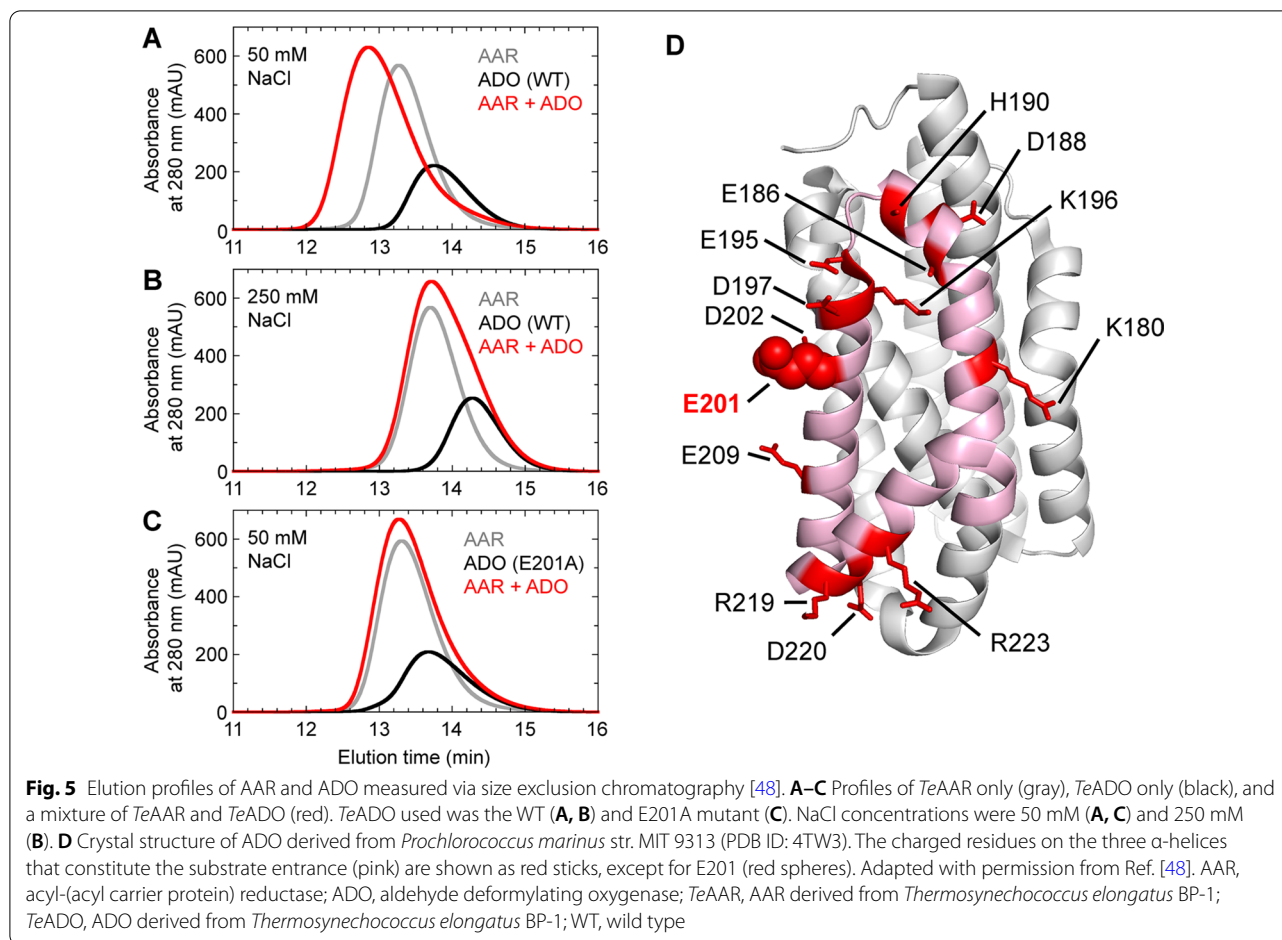 A
50 mM
NaCl
AAR
ADO (WT)
AAR + ADO
Absorbance
at 280 nm (mAU)
600
400
200
0
11 12 13 14 15 16
B
250 mM
NaCl
AAR
ADO (WT)
AAR + ADO
Absorbance
at 280 nm (mAU)
600
400
200
0
11 12 13 14 15 16
C
50 mM
NaCl
AAR
ADO (E201A)
AAR + ADO
Absorbance
at 280 nm (mAU)
600
400
200
0
11 12 13 14 15 16
Elution time (min)
D
H190
D188
E186
K196
E195
D197
D202
K180
E201
E209
R219
D220
R223
Fig. 5 Elution profiles of AAR and ADO measured via size exclusion chromatography [48]. A–C Profiles of TeAAR only (gray), TeADO only (black), and
a mixture of TeAAR and TeADO (red). TeADO used was the WT (A, B) and E201A mutant (C). NaCl concentrations were 50 mM (A, C) and 250 mM
(B). D Crystal structure of ADO derived from Prochlorococcus marinus str. MIT 9313 (PDB ID: 4TW3). The charged residues on the three α-helices
that constitute the substrate entrance (pink) are shown as red sticks, except for E201 (red spheres). Adapted with permission from Ref. [48]. AAR,
acyl-(acyl carrier protein) reductase; ADO, aldehyde deformylating oxygenase; TeAAR, AAR derived from Thermosynechococcus elongatus BP-1;
TeADO, ADO derived from Thermosynechococcus elongatus BP-1; WT, wild type